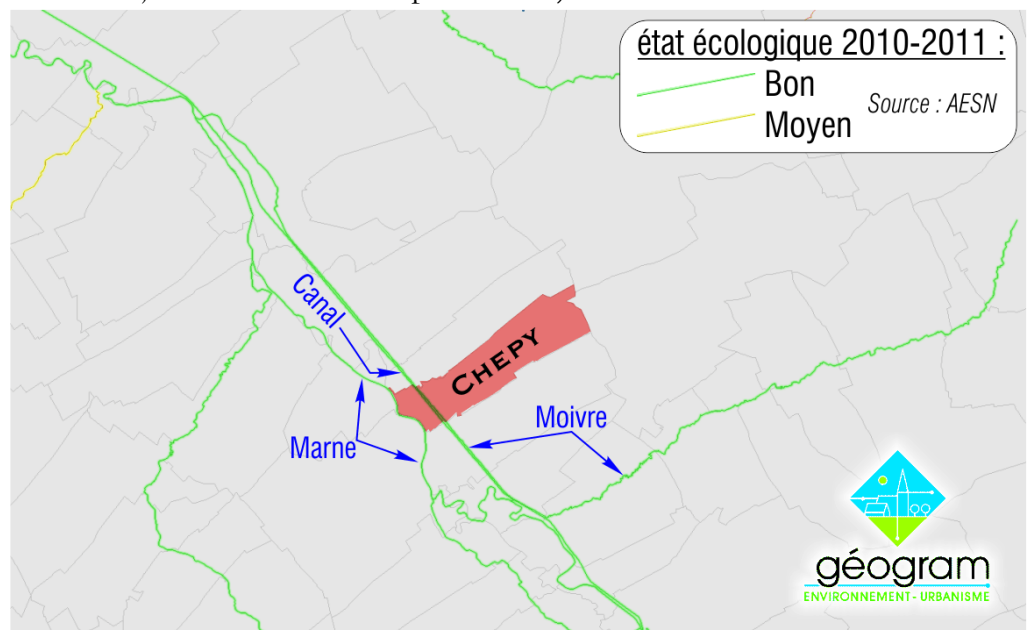 état écologique 2010-2011 :
Bon
Source : AESN
Moyen
Canal
CHEPY
Moivre
Marne
géogram
ENVIRONNEMENT - URBANISME